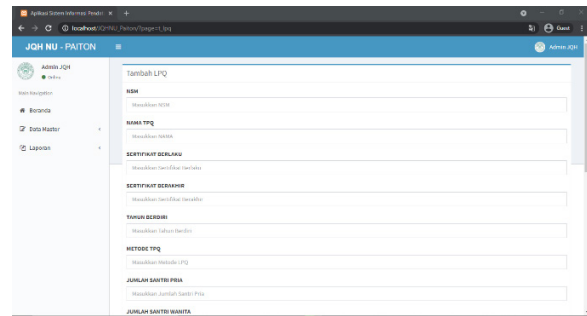 Aplikasi Sistem Informasi Pendat
localhost/JQHNU_Paiton/?page=t_lpq
Guest
JQH NU - PAITON
Admin JQH
Admin JQH
Online
Main Navigation
Beranda
Data Master
Laporan
Tambah LPQ
NSM
Masukkan NSM
NAMA TPQ
Masukkan NAMA
SERTIFIKAT BERLAKU
Masukkan Sertifikat Berlaku
SERTIFIKAT BERAKHIR
Masukkan Sertifikat Berakhir
TAHUN BERDIRI
Masukkan Tahun Berdiri
METODE TPQ
Masukkan Metode LPQ
JUMLAH SANTRI PRIA
Masukkan Jumlah Santri Pria
JUMLAH SANTRI WANITA